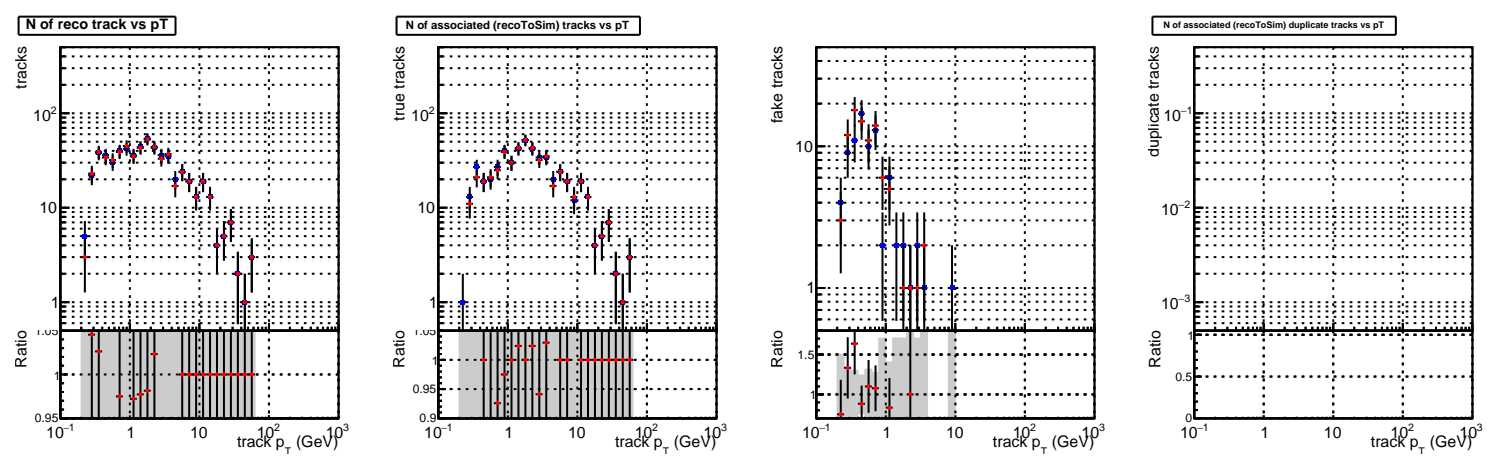 N of reco track vs pT
tracks
10²
10
1
Ratio
1.05
1
0.95
10⁻¹ 1 10 10² 10³
track p_T (GeV)
N of associated (recoToSim) tracks vs pT
true tracks
10²
10
1
Ratio
1.05
1
0.95
0.9
10⁻¹ 1 10 10² 10³
track p_T (GeV)
fake tracks
10
1
Ratio
1.5
1
10⁻¹ 1 10 10² 10³
track p_T (GeV)
N of associated (recoToSim) duplicate tracks vs pT
duplicate tracks
10⁻¹
10⁻²
10⁻³
Ratio
1
0.5
0
10⁻¹ 1 10 10² 10³
track p_T (GeV)